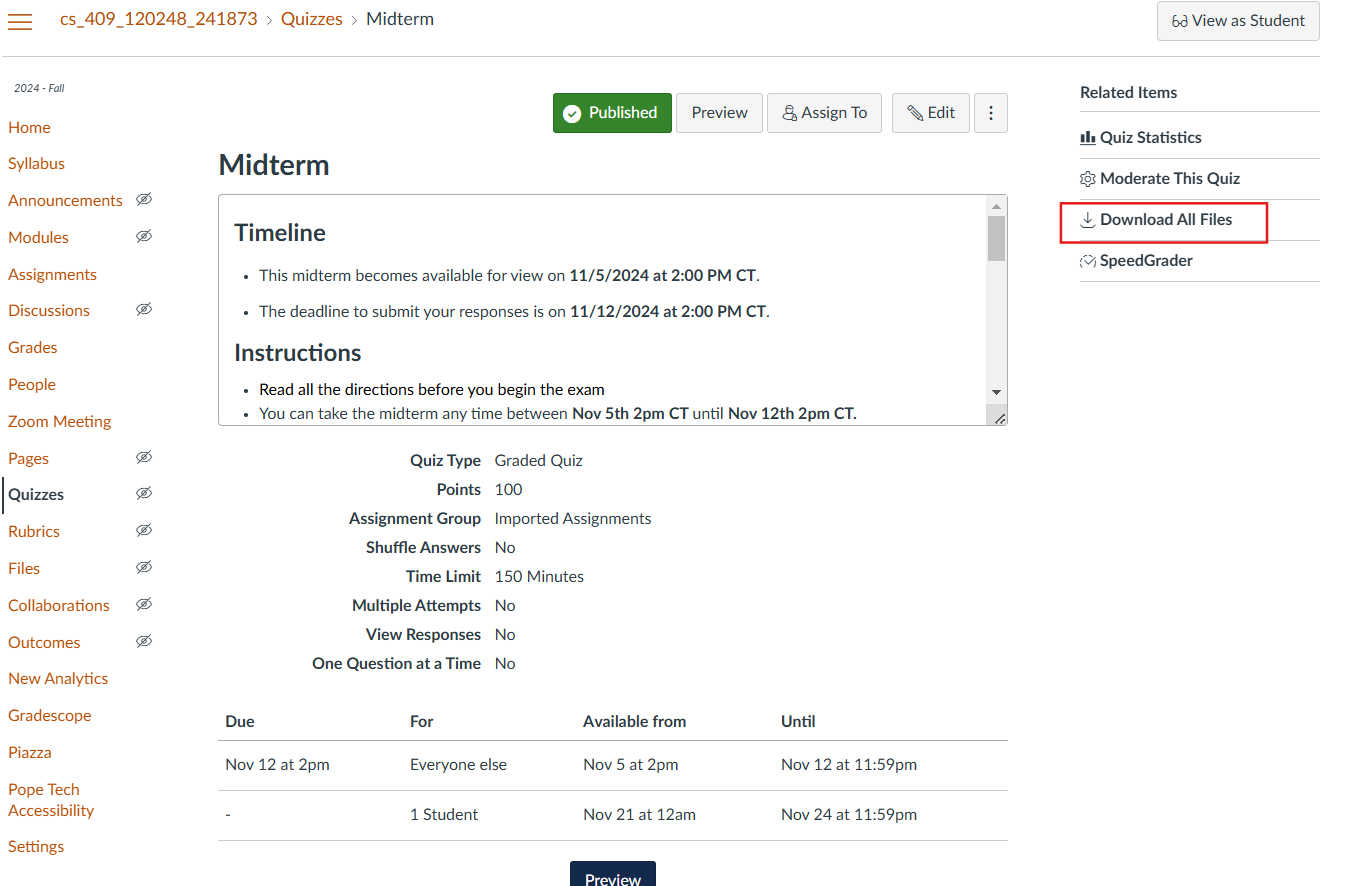 cs_409_120248_241873 › Quizzes › Midterm
View as Student
2024 - Fall
Home
Syllabus
Announcements
Modules
Assignments
Discussions
Grades
People
Zoom Meeting
Pages
Quizzes
Rubrics
Files
Collaborations
Outcomes
New Analytics
Gradescope
Piazza
Pope Tech
Accessibility
Settings
Published
Preview
Assign To
Edit
Midterm
Timeline
• This midterm becomes available for view on 11/5/2024 at 2:00 PM CT.
• The deadline to submit your responses is on 11/12/2024 at 2:00 PM CT.
Instructions
• Read all the directions before you begin the exam
• You can take the midterm any time between Nov 5th 2pm CT until Nov 12th 2pm CT.
Quiz Type Graded Quiz
Points 100
Assignment Group Imported Assignments
Shuffle Answers No
Time Limit 150 Minutes
Multiple Attempts No
View Responses No
One Question at a Time No
Due For Available from Until
Nov 12 at 2pm Everyone else Nov 5 at 2pm Nov 12 at 11:59pm
- 1 Student Nov 21 at 12am Nov 24 at 11:59pm
Preview
Related Items
Quiz Statistics
Moderate This Quiz
Download All Files
SpeedGrader